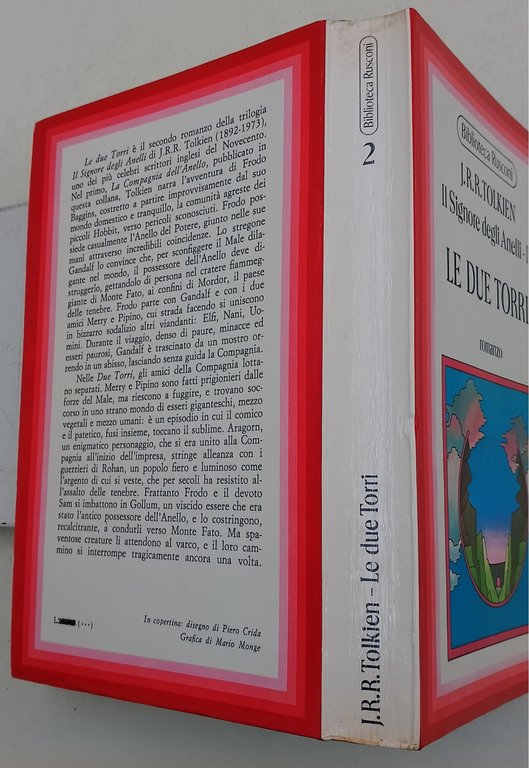 Le due Torri è il secondo romanzo della trilogia
Il Signore degli Anelli di J.R.R. Tolkien (1892-1973),
uno dei più celebri scrittori inglesi del Novecento.
Nel primo, La Compagnia dell'Anello, pubblicato in
questa collana, Tolkien narra l'avventura di Frodo
Baggins, costretto a partire improvvisamente dal suo
mondo domestico e tranquillo, la comunità agreste dei
piccoli Hobbit, verso pericoli sconosciuti. Frodo pos-
siede casualmente l'Anello del Potere, giunto nelle sue
mani attraverso incredibili coincidenze. Lo stregone
Gandalf lo convince che, per sconfiggere il Male dila-
gante nel mondo, il possessore dell'Anello deve di-
struggerlo, gettandolo di persona nel cratere fiammeg-
giante di Monte Fato, ai confini di Mordor, il paese
delle tenebre. Frodo parte con Gandalf e con i due
amici Merry e Pipino, cui strada facendo si uniscono
in bizzarro sodalizio altri viandanti: Elfi, Nani, Uo-
mini. Durante il viaggio, denso di paure, minacce ed
esseri paurosi, Gandalf è trascinato da un mostro or-
rendo in un abisso, lasciando senza guida la Compagnia.
Nelle Due Torri, gli amici della Compagnia lotta-
no separati. Merry e Pipino sono fatti prigionieri dalle
forze del Male, ma riescono a fuggire, e trovano soc-
corso in uno strano mondo di esseri giganteschi, mezzo
vegetali e mezzo umani: è un episodio in cui il comico
e il patetico, fusi insieme, toccano il sublime. Aragorn,
un enigmatico personaggio, che si era unito alla Com-
pagnia all'inizio dell'impresa, stringe alleanza con i
guerrieri di Rohan, un popolo fiero e luminoso come
l'argento di cui si veste, che per secoli ha resistito al-
l'assalto delle tenebre. Frattanto Frodo e il devoto
Sam si imbattono in Gollum, un viscido essere che era
stato l'antico possessore dell'Anello, e lo costringono,
recalcitrante, a condurli verso Monte Fato. Ma spa-
ventose creature li attendono al varco, e il loro cam-
mino si interrompe tragicamente ancora una volta.
In copertina: disegno di Piero Crida
Grafica di Mario Monge
L. (...)
Biblioteca Rusconi
2
J.R.R.Tolkien – Le due Torri
Biblioteca Rusconi
J.R.R.TOLKIEN
Il Signore degli Anelli -
LE DUE TORRI
romanzo